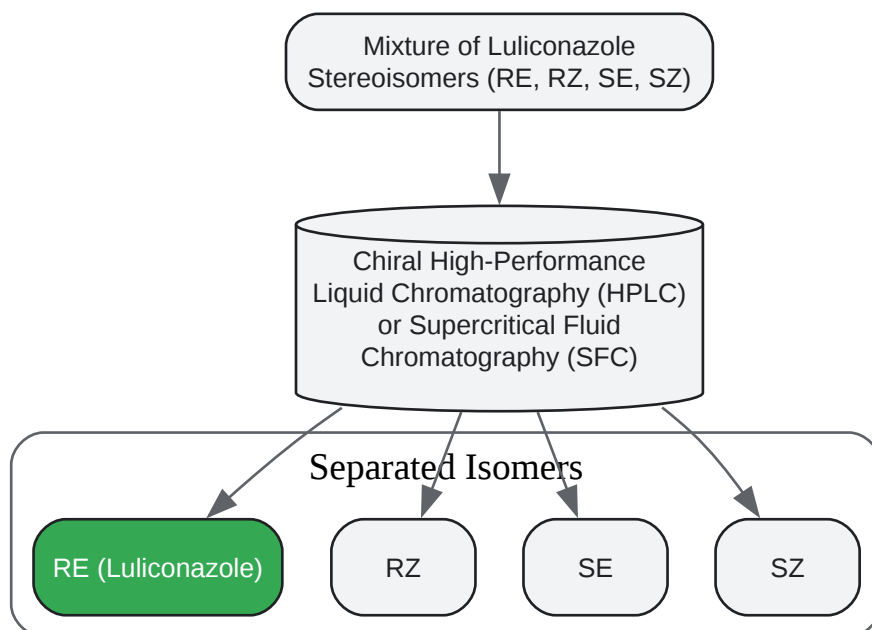 Mixture of Luliconazole
Stereoisomers (RE, RZ, SE, SZ)
Chiral High-Performance
Liquid Chromatography (HPLC)
or Supercritical Fluid
Chromatography (SFC)
Separated Isomers
RE (Luliconazole)
RZ
SE
SZ